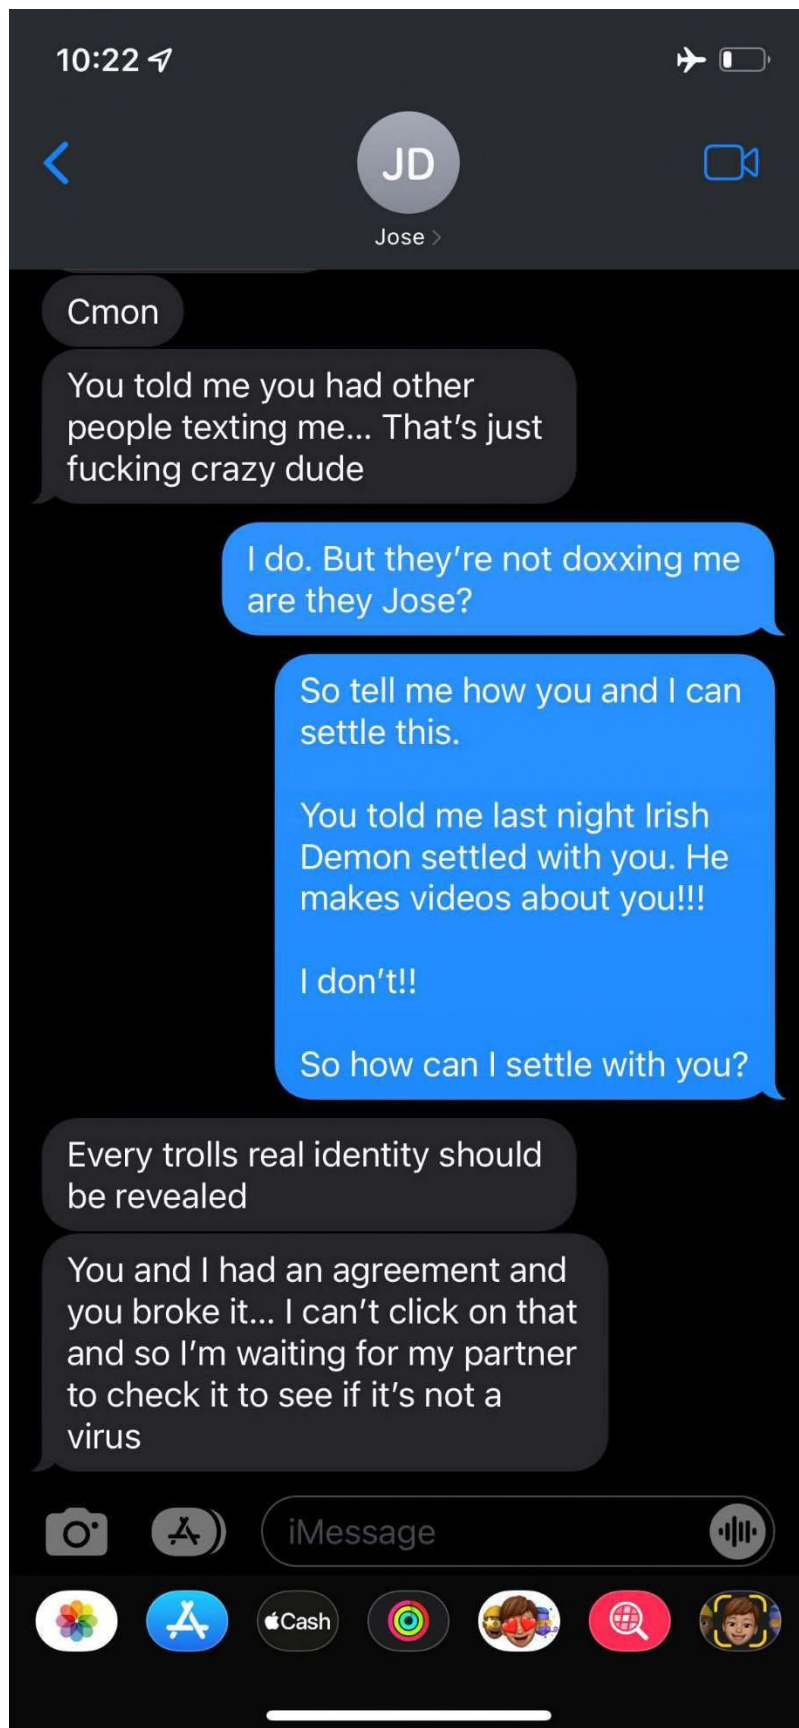 10:22
JD
Jose
Cmon
You told me you had other
people texting me... That's just
fucking crazy dude
I do. But they're not doxxing me
are they Jose?
So tell me how you and I can
settle this.
You told me last night Irish
Demon settled with you. He
makes videos about you!!!
I don't!!
So how can I settle with you?
Every trolls real identity should
be revealed
You and I had an agreement and
you broke it... I can't click on that
and so I'm waiting for my partner
to check it to see if it's not a
virus
iMessage
Cash